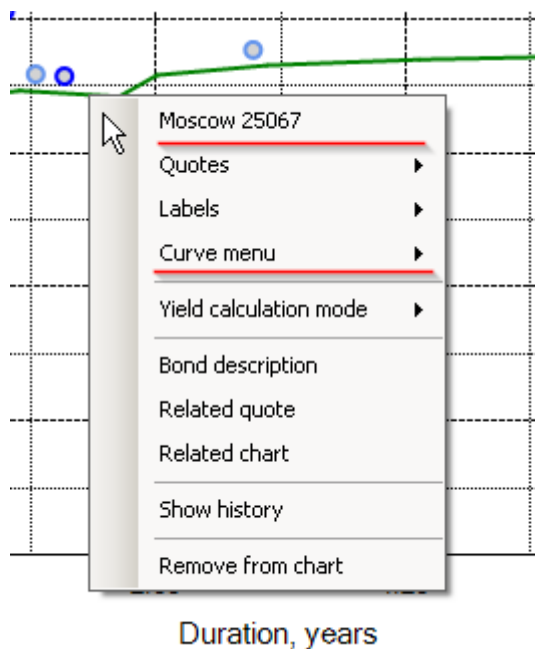 Moscow 25067
Quotes
Labels
Curve menu
Yield calculation mode
Bond description
Related quote
Related chart
Show history
Remove from chart
Duration, years